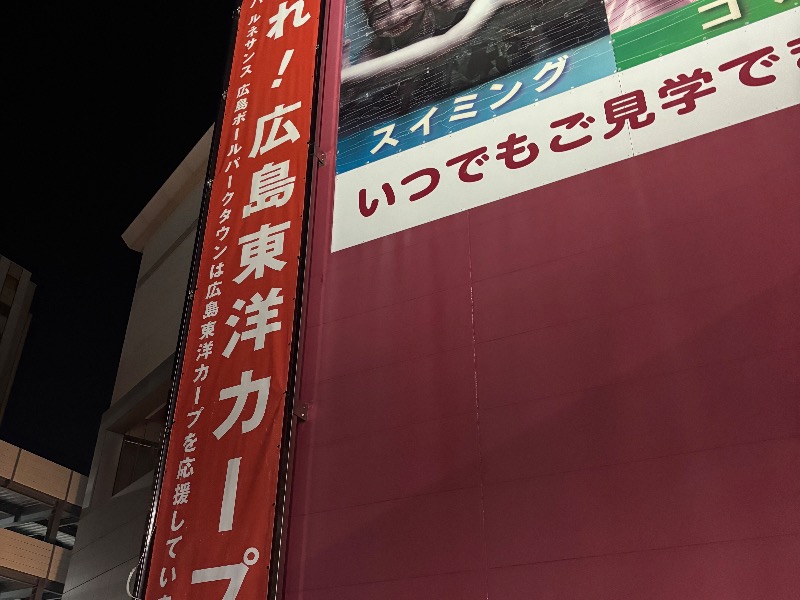 れ！広島東洋カープ
ルネサンス 広島ボールパークタウンは広島東洋カープを応援してい
スイミング
いつでもご見学で